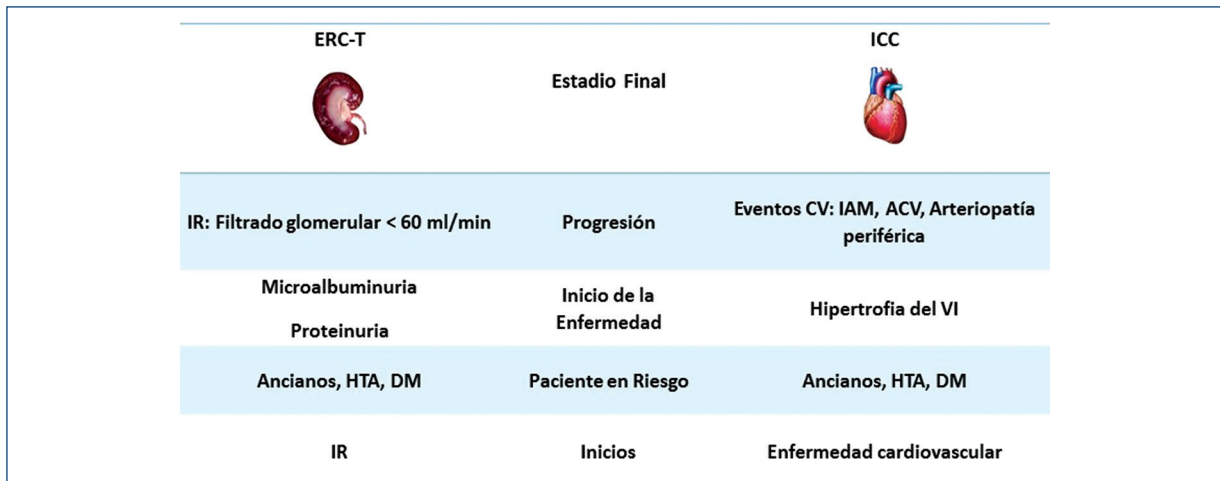 ERC-T
Estadio Final
ICC
IR: Filtrado glomerular < 60 ml/min
Progresión
Eventos CV: IAM, ACV, Arteriopatía
periférica
Microalbuminuria
Proteinuria
Inicio de la
Enfermedad
Hipertrofia del VI
Ancianos, HTA, DM
Paciente en Riesgo
Ancianos, HTA, DM
IR
Inicios
Enfermedad cardiovascular